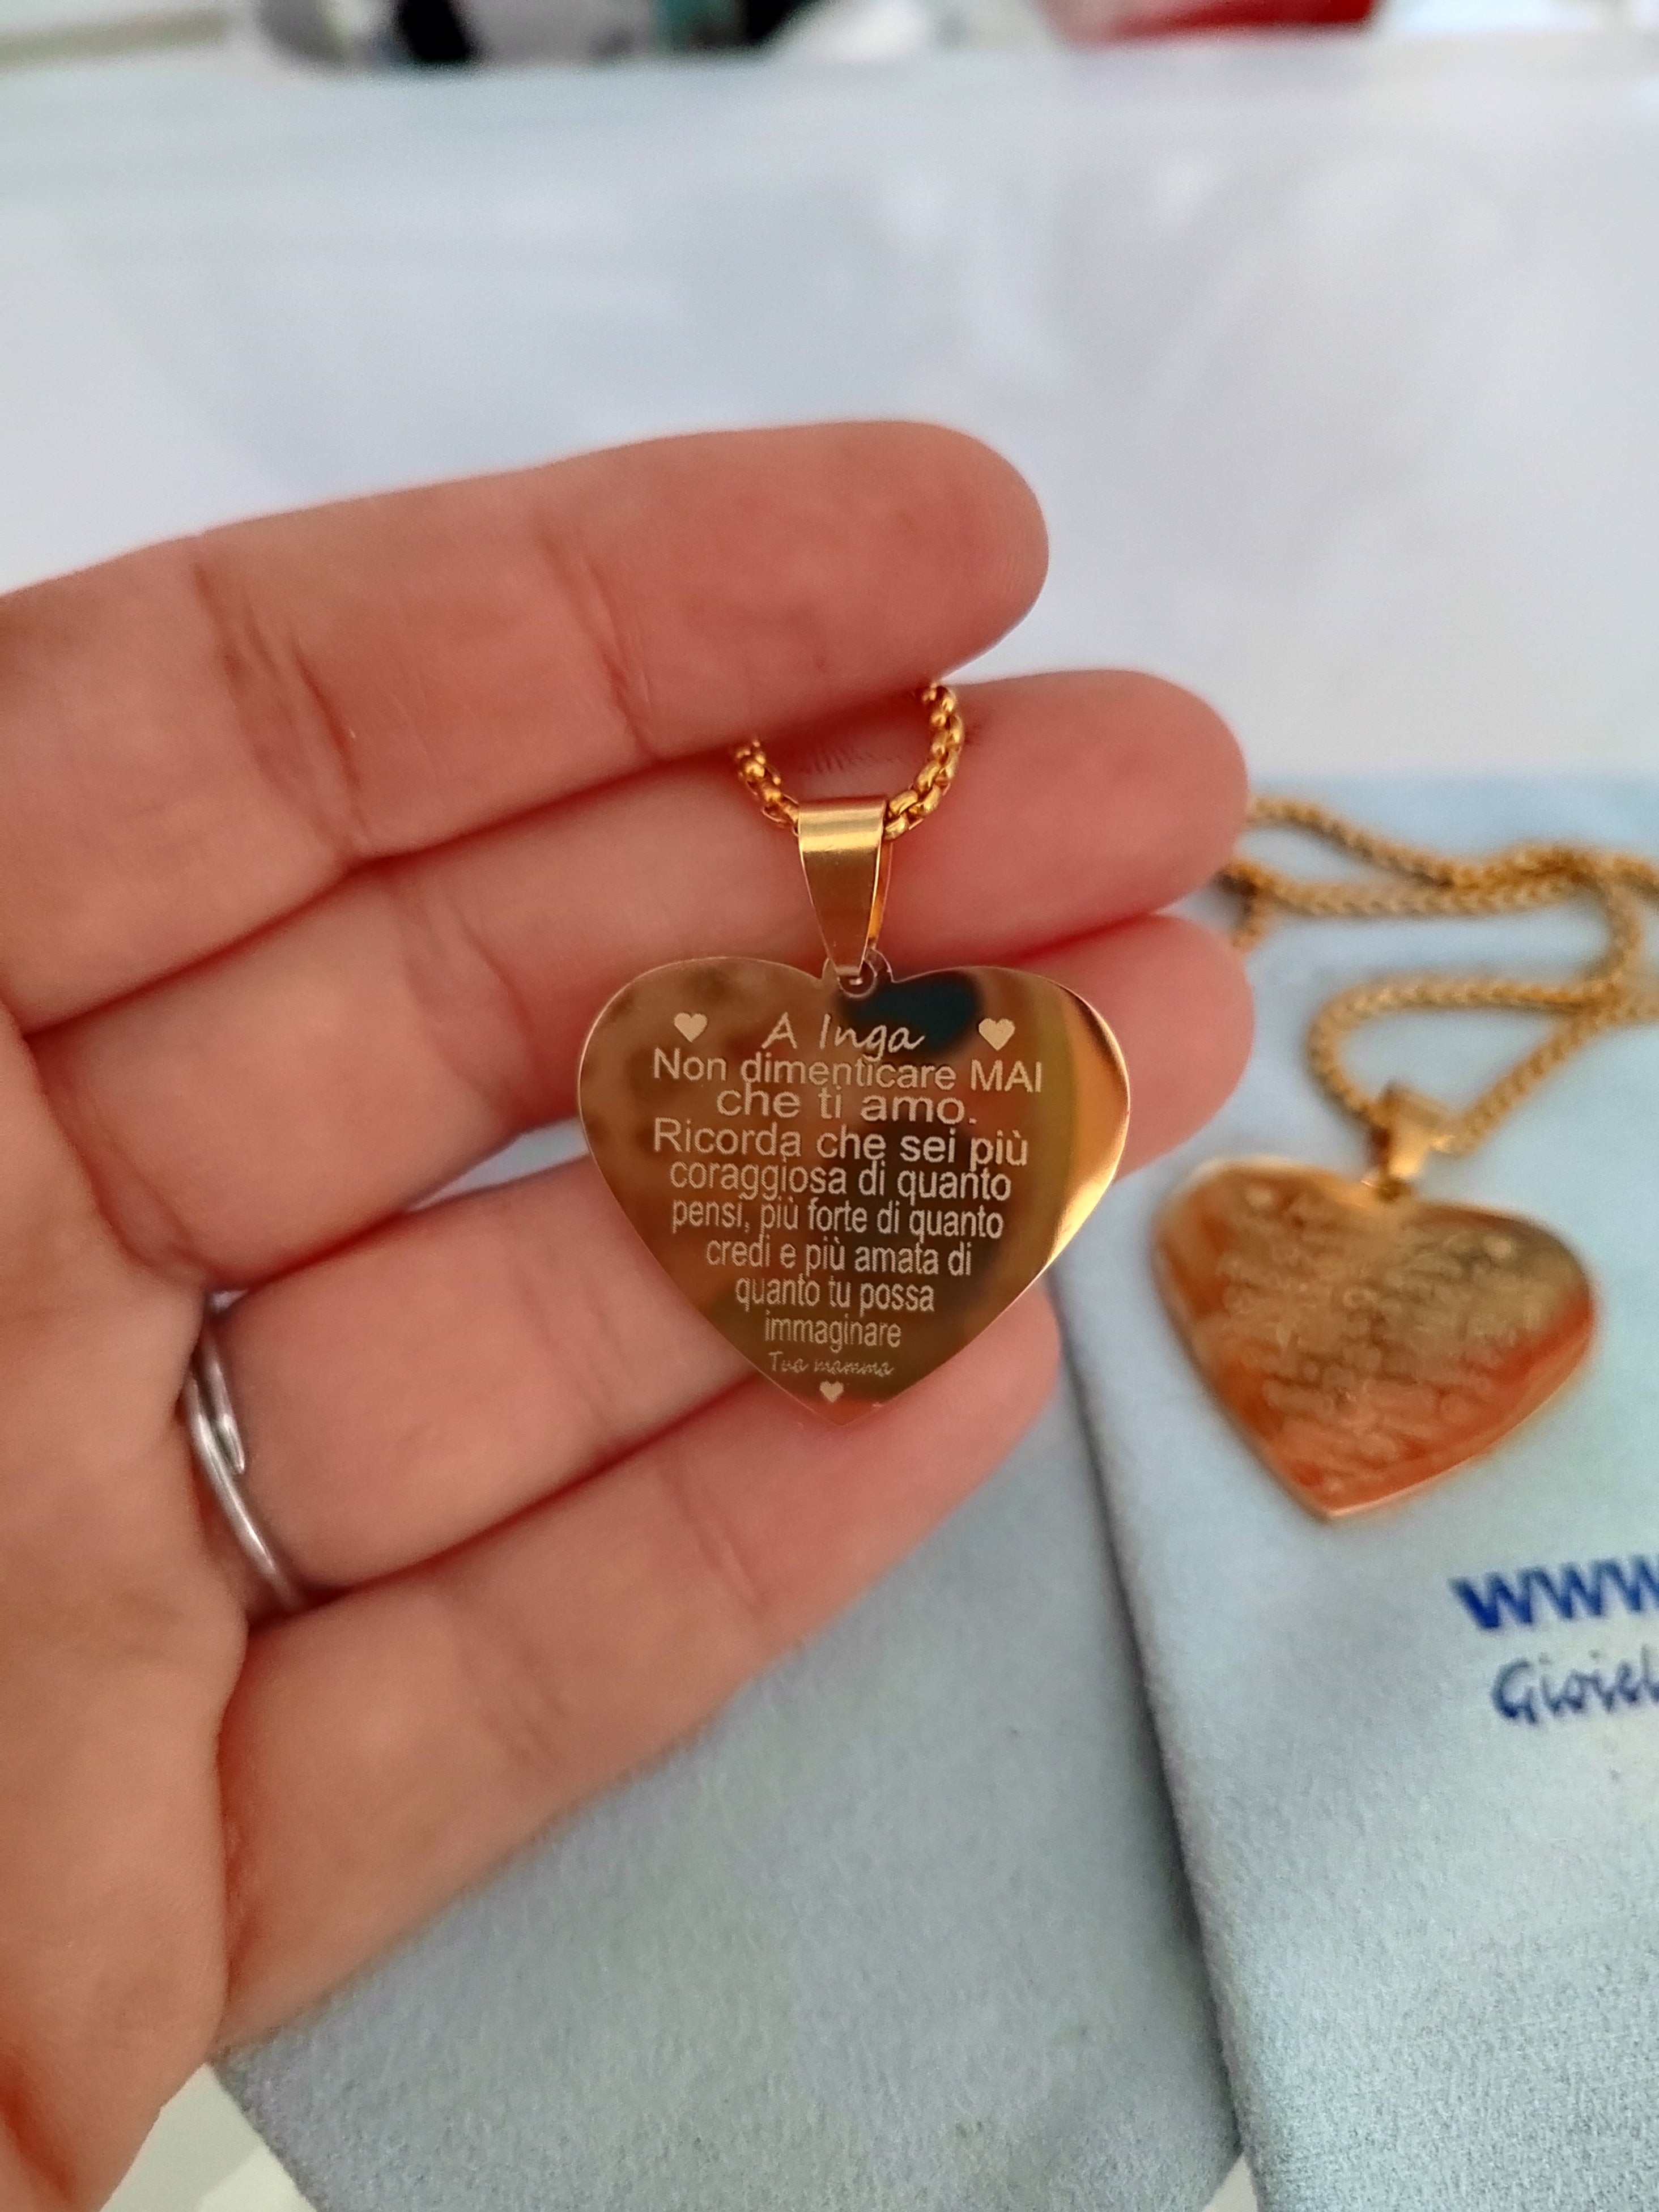 A Inga
Non dimenticare MAI
che ti amo.
Ricorda che sei più
coraggiosa di quanto
pensi, più forte di quanto
credi e più amata di
quanto tu possa
immaginare
Tua mamma
www
Gioiel